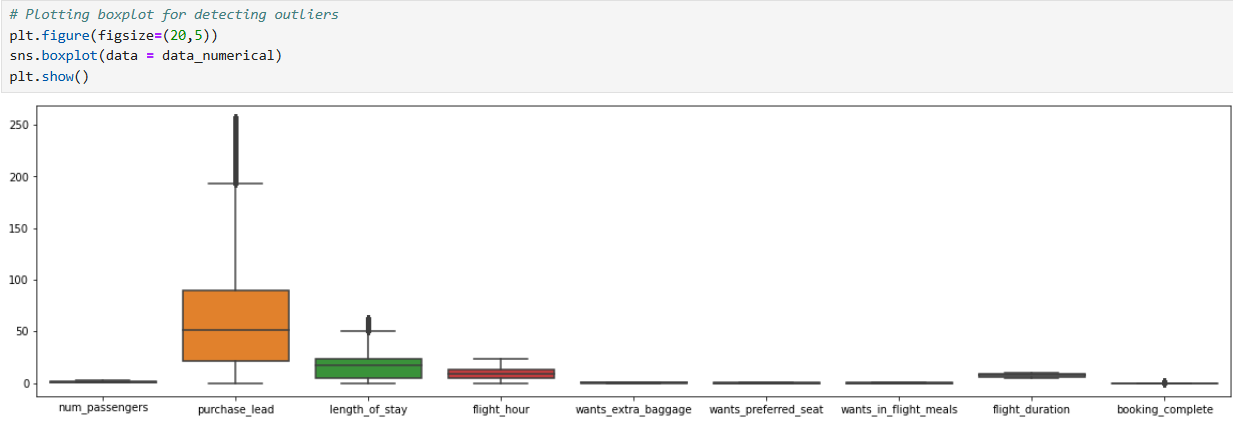 # Plotting boxplot for detecting outliers
plt.figure(figsize=(20,5))
sns.boxplot(data = data_numerical)
plt.show()
250
200
150
100
50
0
num_passengers purchase_lead length_of_stay flight_hour wants_extra_baggage wants_preferred_seat wants_in_flight_meals flight_duration booking_complete